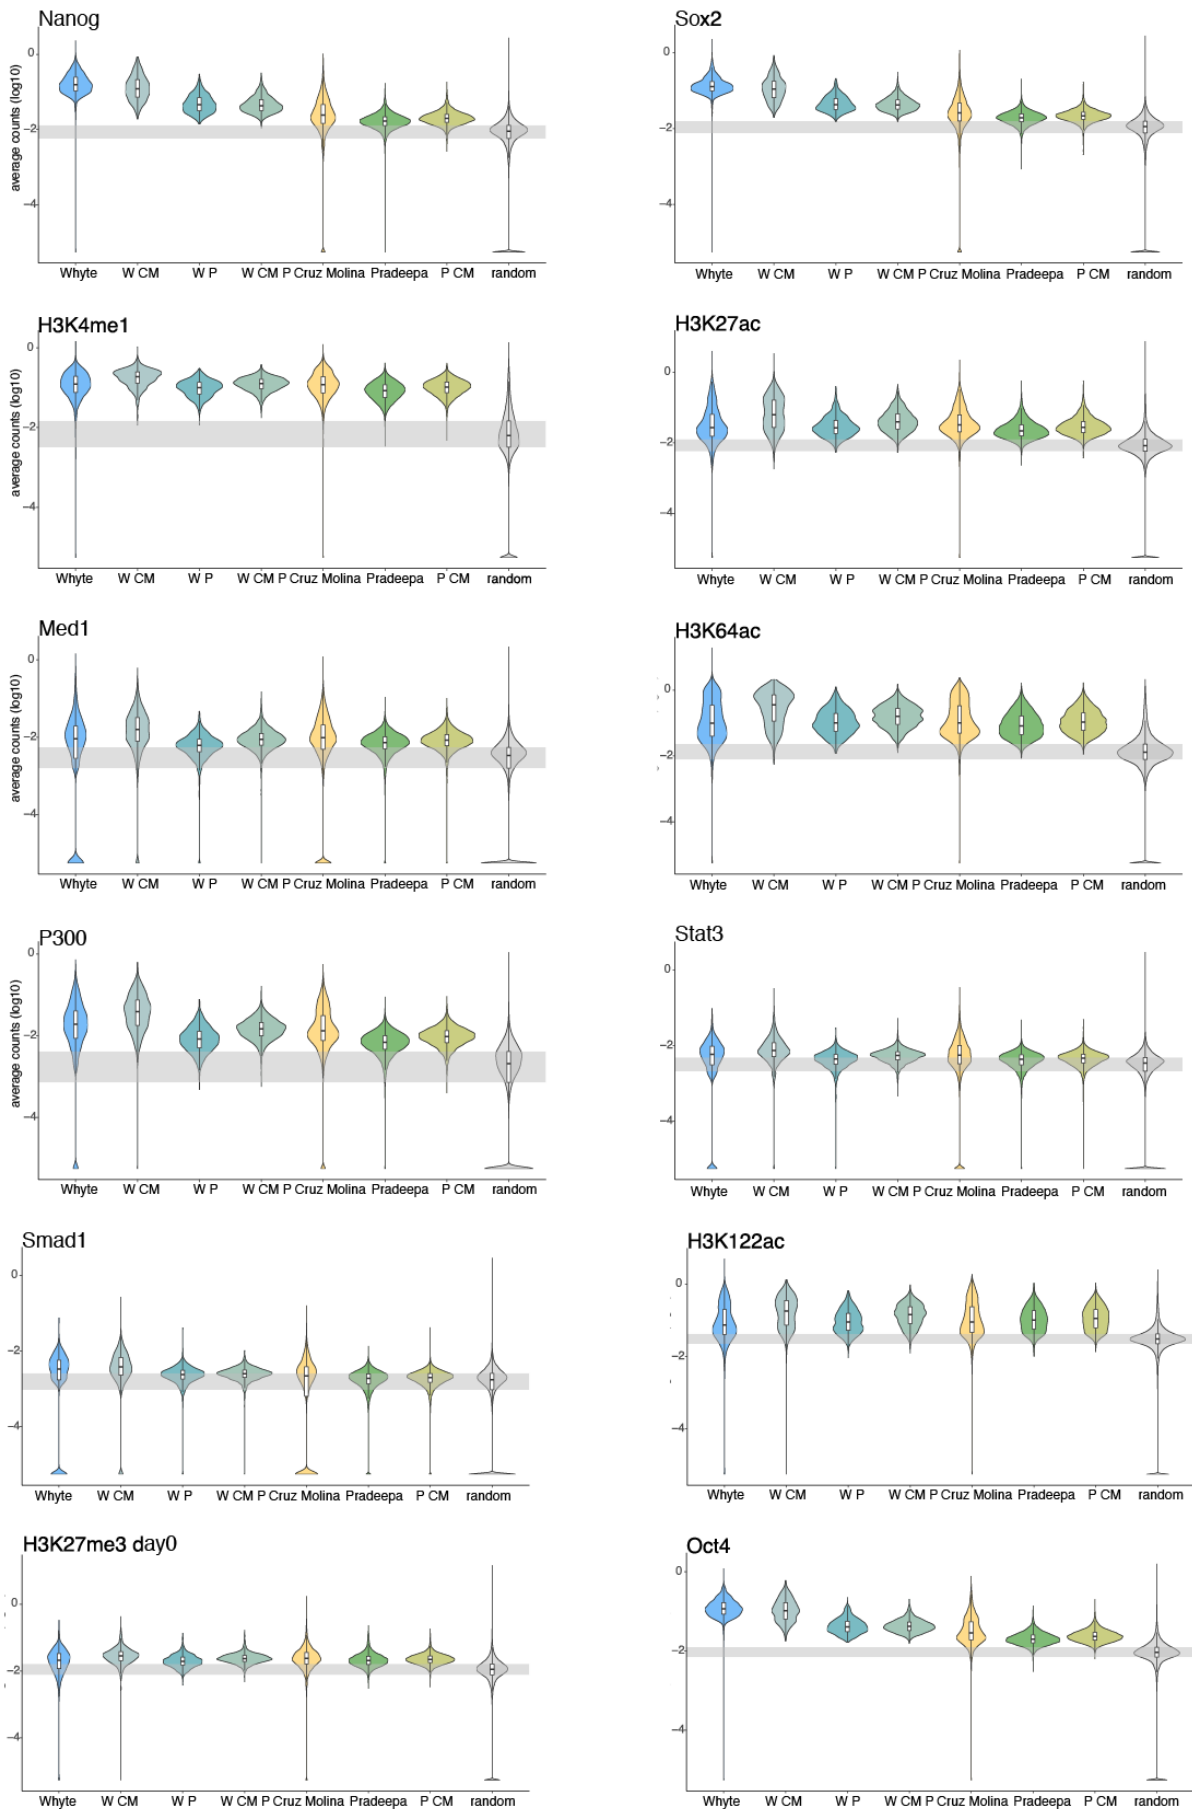 Nanog
average counts (log10)
0
−2
−4
Whyte W CM W P W CM P Cruz Molina Pradeepa P CM random
Sox2
0
−2
−4
Whyte W CM W P W CM P Cruz Molina Pradeepa P CM random
H3K4me1
average counts (log10)
0
−2
−4
Whyte W CM W P W CM P Cruz Molina Pradeepa P CM random
H3K27ac
0
−2
−4
Whyte W CM W P W CM P Cruz Molina Pradeepa P CM random
Med1
average counts (log10)
0
−2
−4
Whyte W CM W P W CM P Cruz Molina Pradeepa P CM random
H3K64ac
0
−2
−4
Whyte W CM W P W CM P Cruz Molina Pradeepa P CM random
P300
average counts (log10)
0
−2
−4
Whyte W CM W P W CM P Cruz Molina Pradeepa P CM random
Stat3
0
−2
−4
Whyte W CM W P W CM P Cruz Molina Pradeepa P CM random
Smad1
0
−2
−4
Whyte W CM W P W CM P Cruz Molina Pradeepa P CM random
H3K122ac
0
−2
−4
Whyte W CM W P W CM P Cruz Molina Pradeepa P CM random
H3K27me3 day0
0
−2
−4
Whyte W CM W P W CM P Cruz Molina Pradeepa P CM random
Oct4
0
−2
−4
Whyte W CM W P W CM P Cruz Molina Pradeepa P CM random